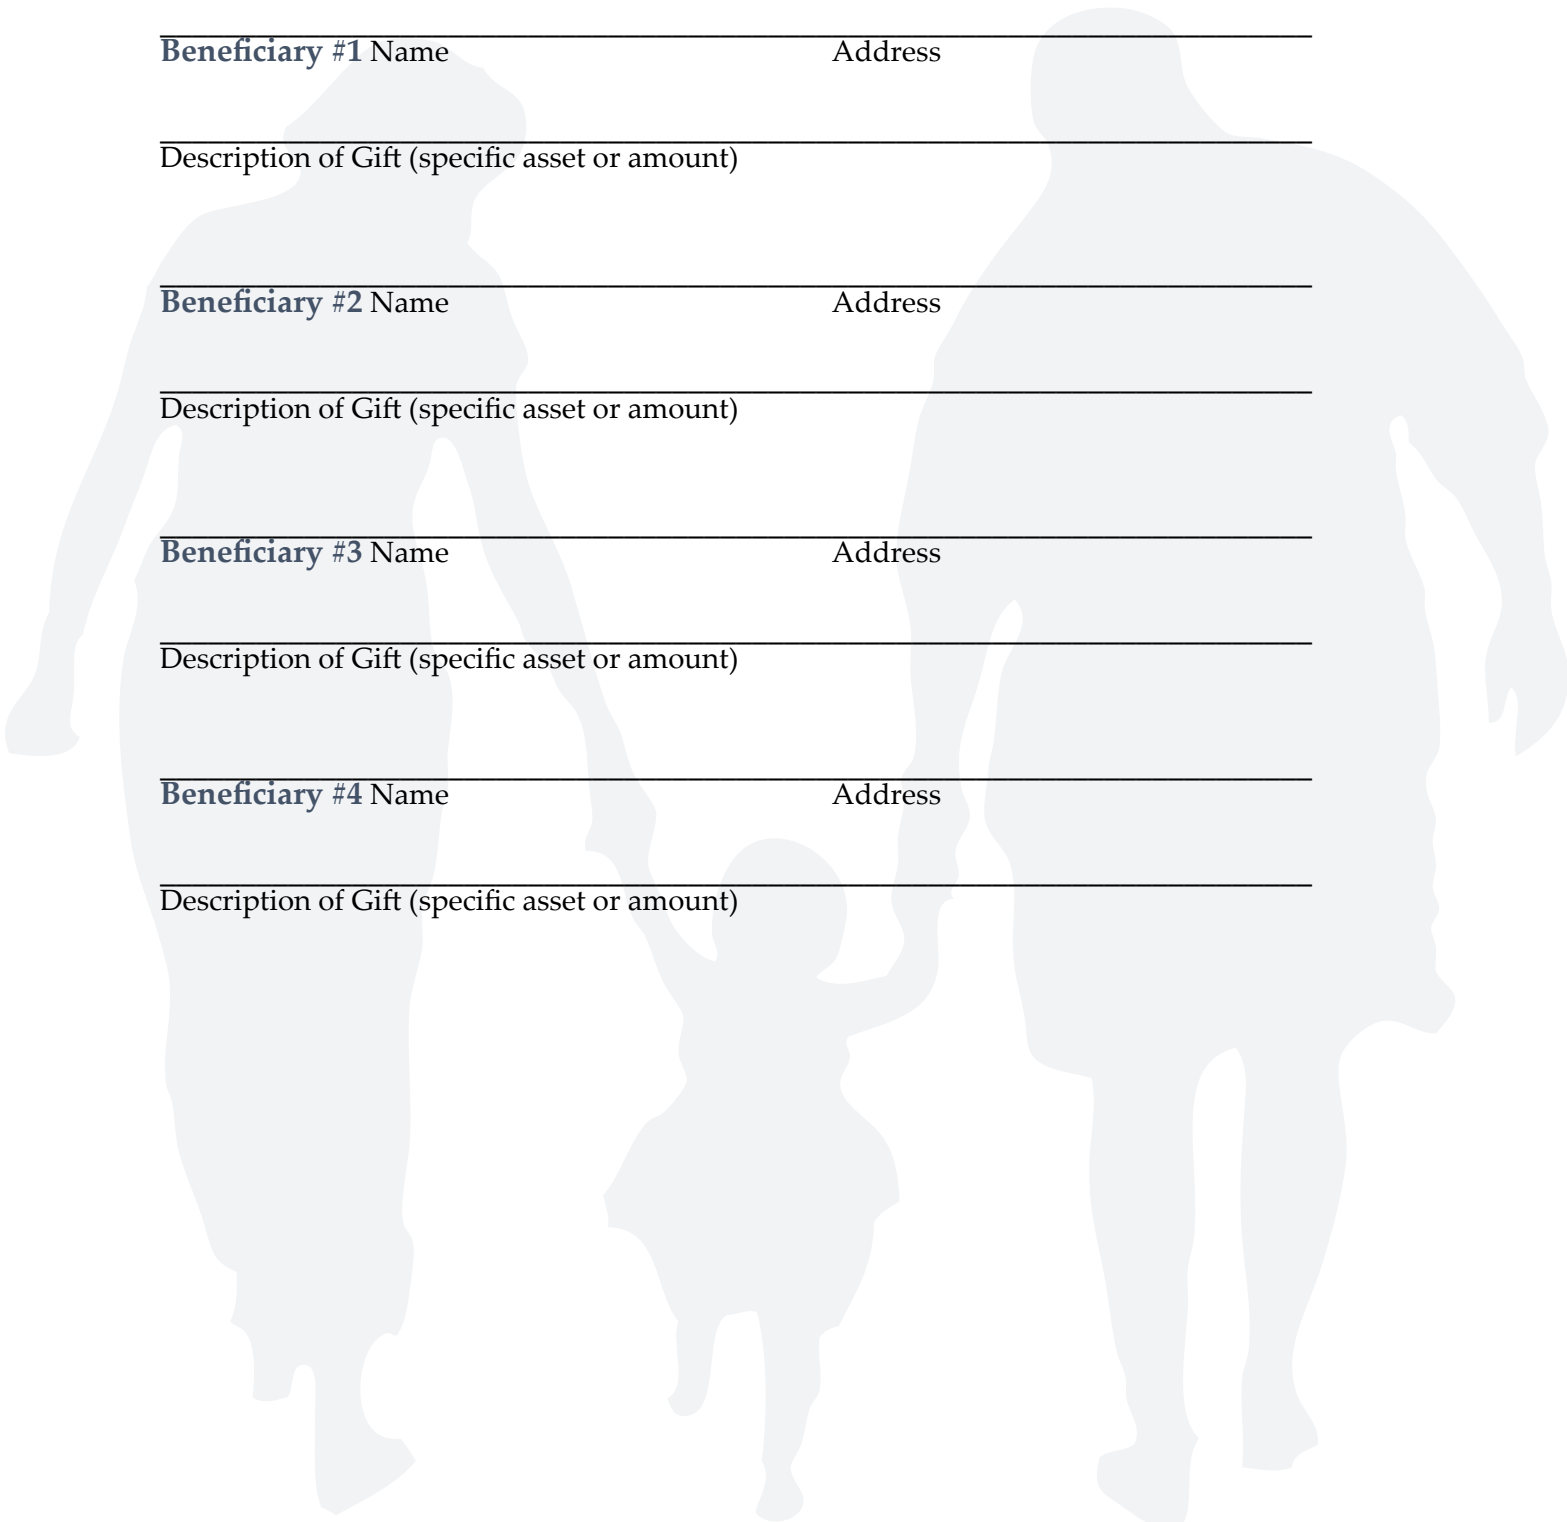 Beneficiary #1 Name Address
Description of Gift (specific asset or amount)
Beneficiary #2 Name Address
Description of Gift (specific asset or amount)
Beneficiary #3 Name Address
Description of Gift (specific asset or amount)
Beneficiary #4 Name Address
Description of Gift (specific asset or amount)